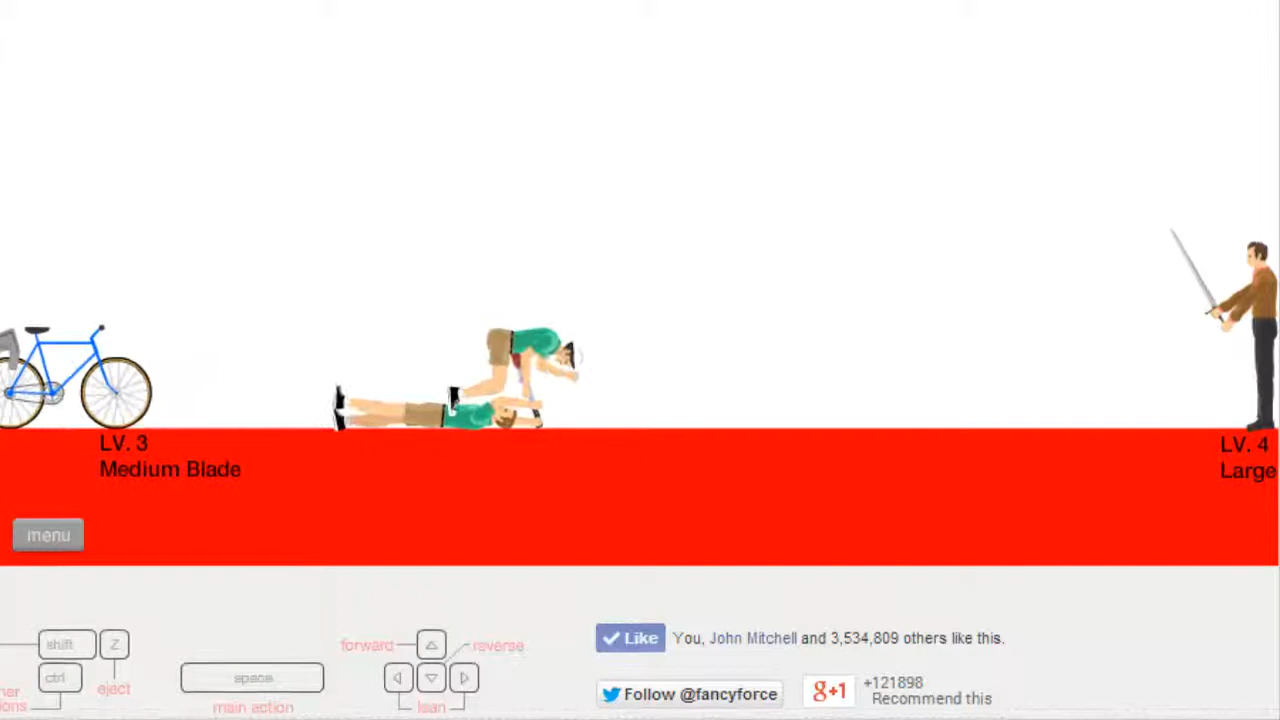 LV. 3
Medium Blade
LV. 4
Large
menu
shift
Z
ctrl
eject
space
main action
forward
reverse
lean
Like
You, John Mitchell and 3,534,809 others like this.
Follow @fancyforce
g+1
+121898
Recommend this